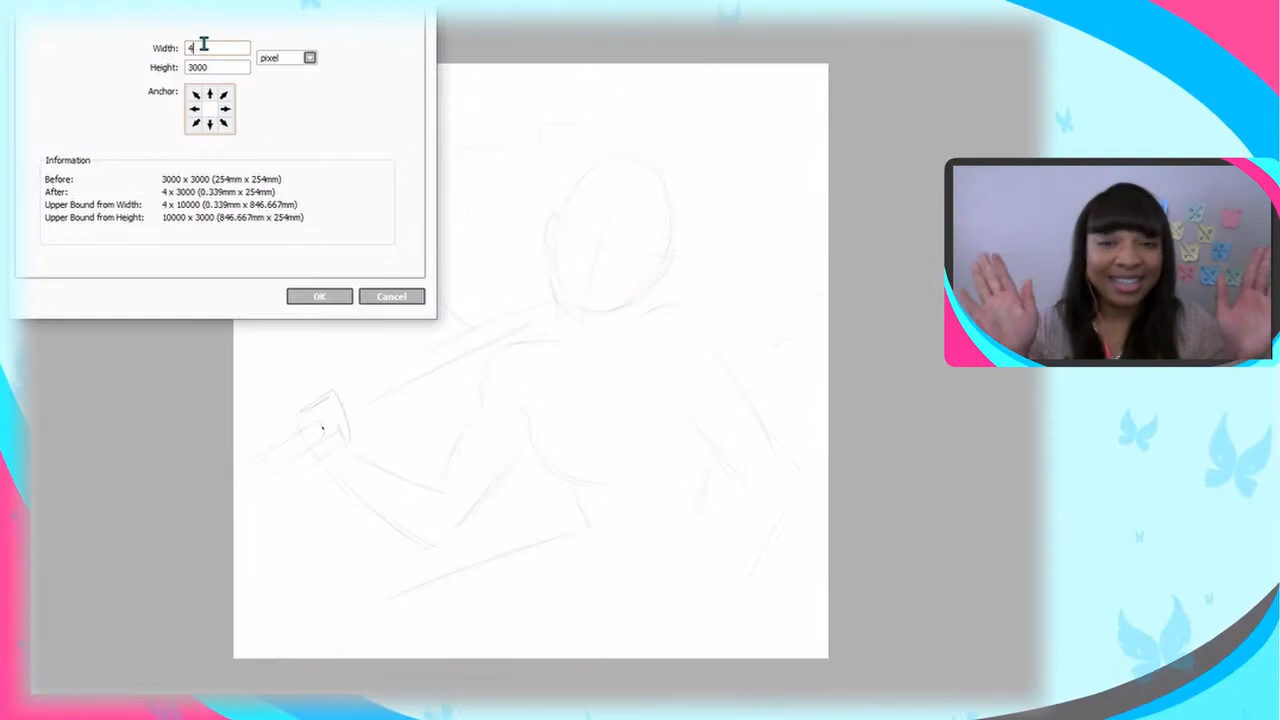 Width: 4
pixel
Height: 3000
Anchor:
Information
Before: 3000 x 3000 (254mm x 254mm)
After: 4 x 3000 (0.339mm x 254mm)
Upper Bound from Width: 4 x 10000 (0.339mm x 846.667mm)
Upper Bound from Height: 10000 x 3000 (846.667mm x 254mm)
OK Cancel